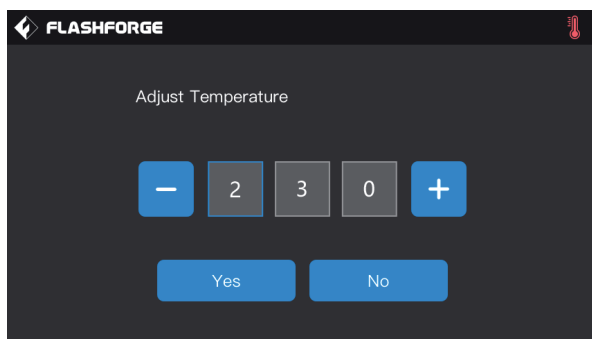 FLASHFORGE
Adjust Temperature
− 2 3 0 +
Yes No